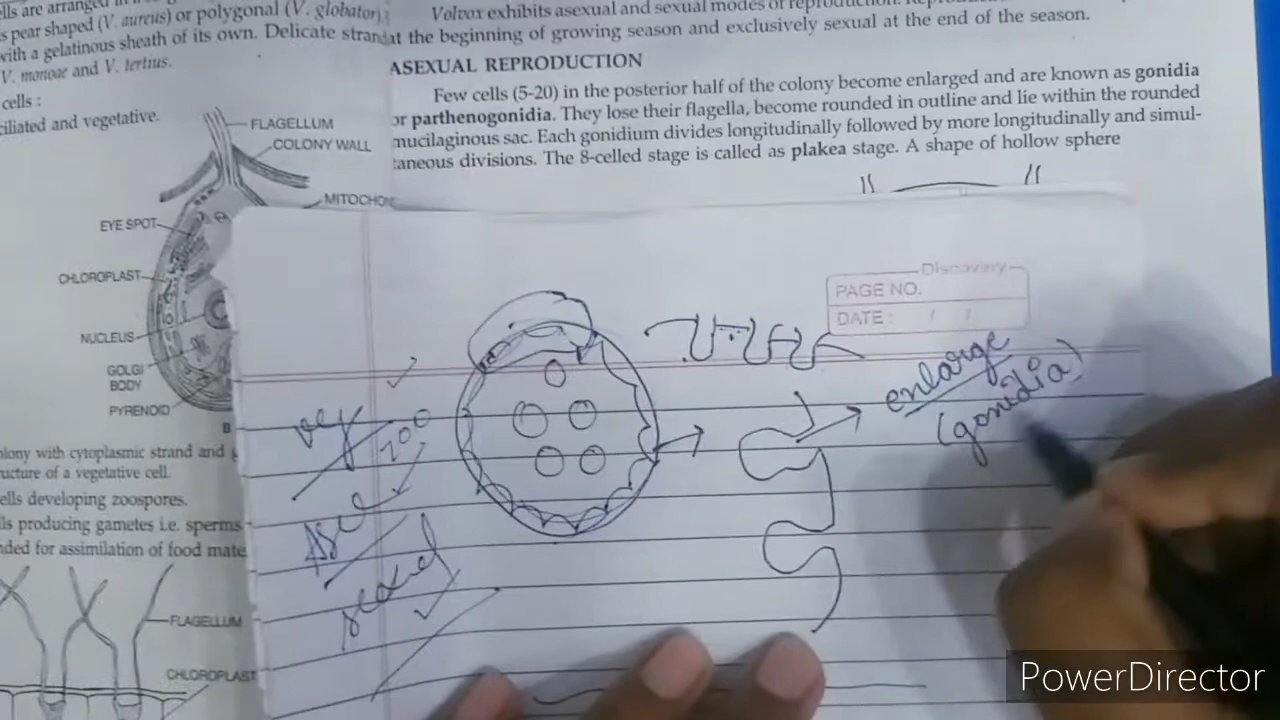 ells are arranged in
s pear shaped (V. aureus) or polygonal (V. globator)
with a gelatinous sheath of its own. Delicate strand
V. monoae and V. tertius.
cells :
ciliated and vegetative.
FLAGELLUM
COLONY WALL
MITOCHON
EYE SPOT
CHLOROPLAST
NUCLEUS
GOLGI
BODY
PYRENOID
B
olony with cytoplasmic strand and
ucture of a vegetative cell.
ells developing zoospores.
lls producing gametes i.e. sperms
nded for assimilation of food mate
FLAGELLUM
CHLOROPLAST
Volvox exhibits asexual and sexual modes of reproduction.
at the beginning of growing season and exclusively sexual at the end of the season.
ASEXUAL REPRODUCTION
Few cells (5-20) in the posterior half of the colony become enlarged and are known as gonidia
or parthenogonidia. They lose their flagella, become rounded in outline and lie within the rounded
mucilaginous sac. Each gonidium divides longitudinally followed by more longitudinally and simul-
taneous divisions. The 8-celled stage is called as plakea stage. A shape of hollow sphere
Discovery
PAGE NO.
DATE : / /
enlarge
(gonidia)
veg
200
PowerDirector